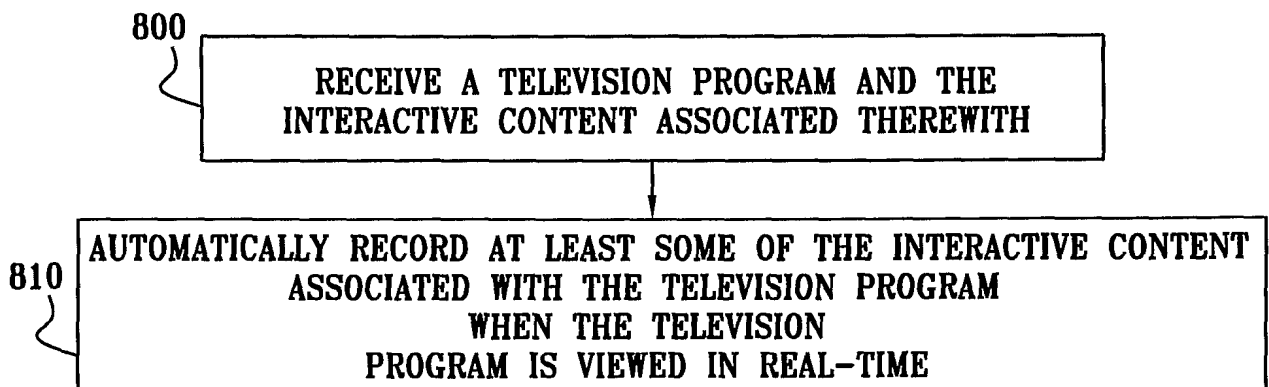 800
RECEIVE A TELEVISION PROGRAM AND THE
INTERACTIVE CONTENT ASSOCIATED THEREWITH
810
AUTOMATICALLY RECORD AT LEAST SOME OF THE INTERACTIVE CONTENT
ASSOCIATED WITH THE TELEVISION PROGRAM
WHEN THE TELEVISION
PROGRAM IS VIEWED IN REAL-TIME